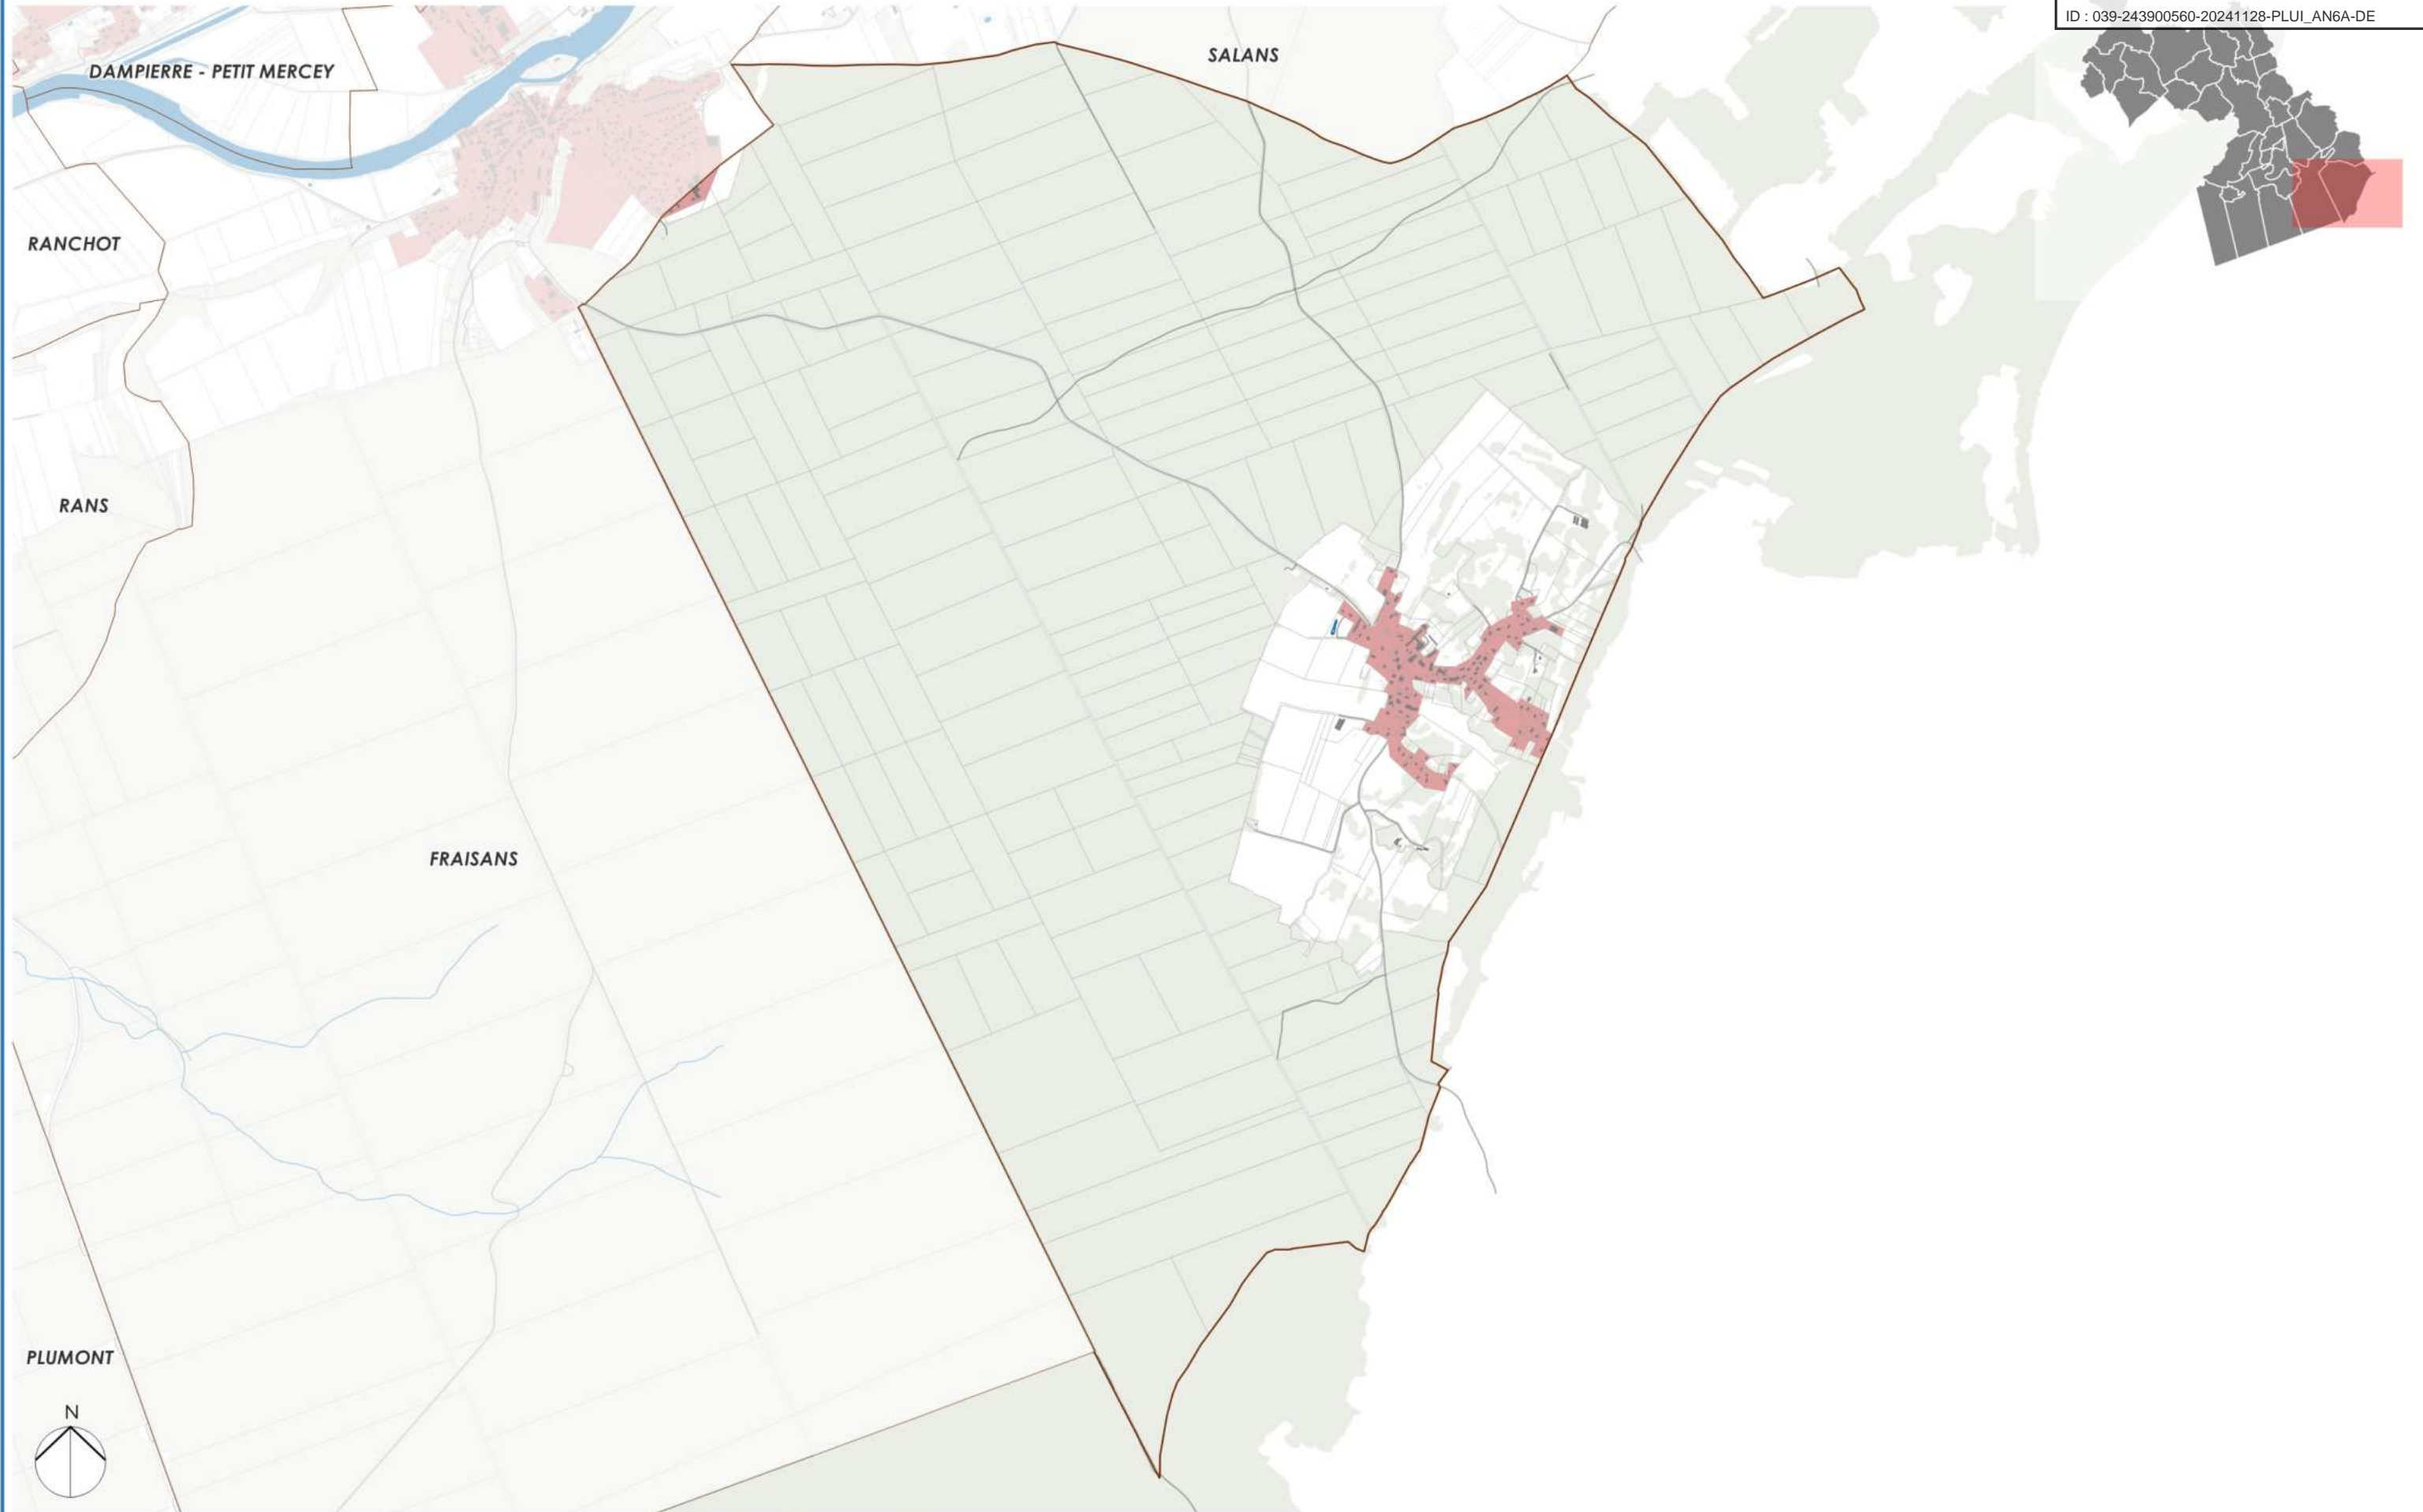 ID : 039-243900560-20241128-PLUI_AN6A-DE
SALANS
DAMPIERRE - PETIT MERCEY
RANCHOT
RANS
FRAISANS
PLUMONT
N